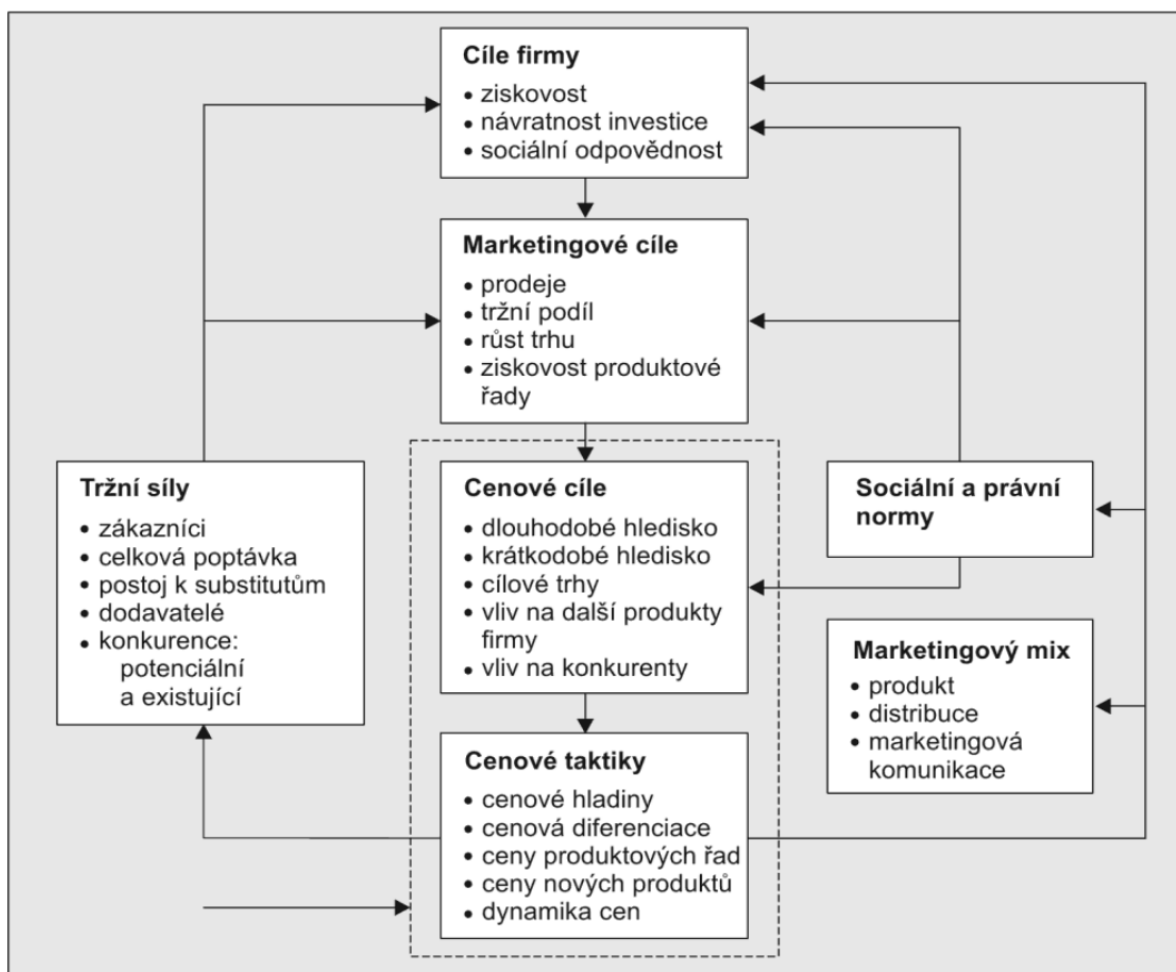 Cíle firmy
• ziskovost
• návratnost investice
• sociální odpovědnost
Marketingové cíle
• prodeje
• tržní podíl
• růst trhu
• ziskovost produktové
řady
Tržní síly
• zákazníci
• celková poptávka
• postoj k substitutům
• dodavatelé
• konkurence:
potenciální
a existující
Cenové cíle
• dlouhodobé hledisko
• krátkodobé hledisko
• cílové trhy
• vliv na další produkty
firmy
• vliv na konkurenty
Sociální a právní
normy
Marketingový mix
• produkt
• distribuce
• marketingová
komunikace
Cenové taktiky
• cenové hladiny
• cenová diferenciace
• ceny produktových řad
• ceny nových produktů
• dynamika cen